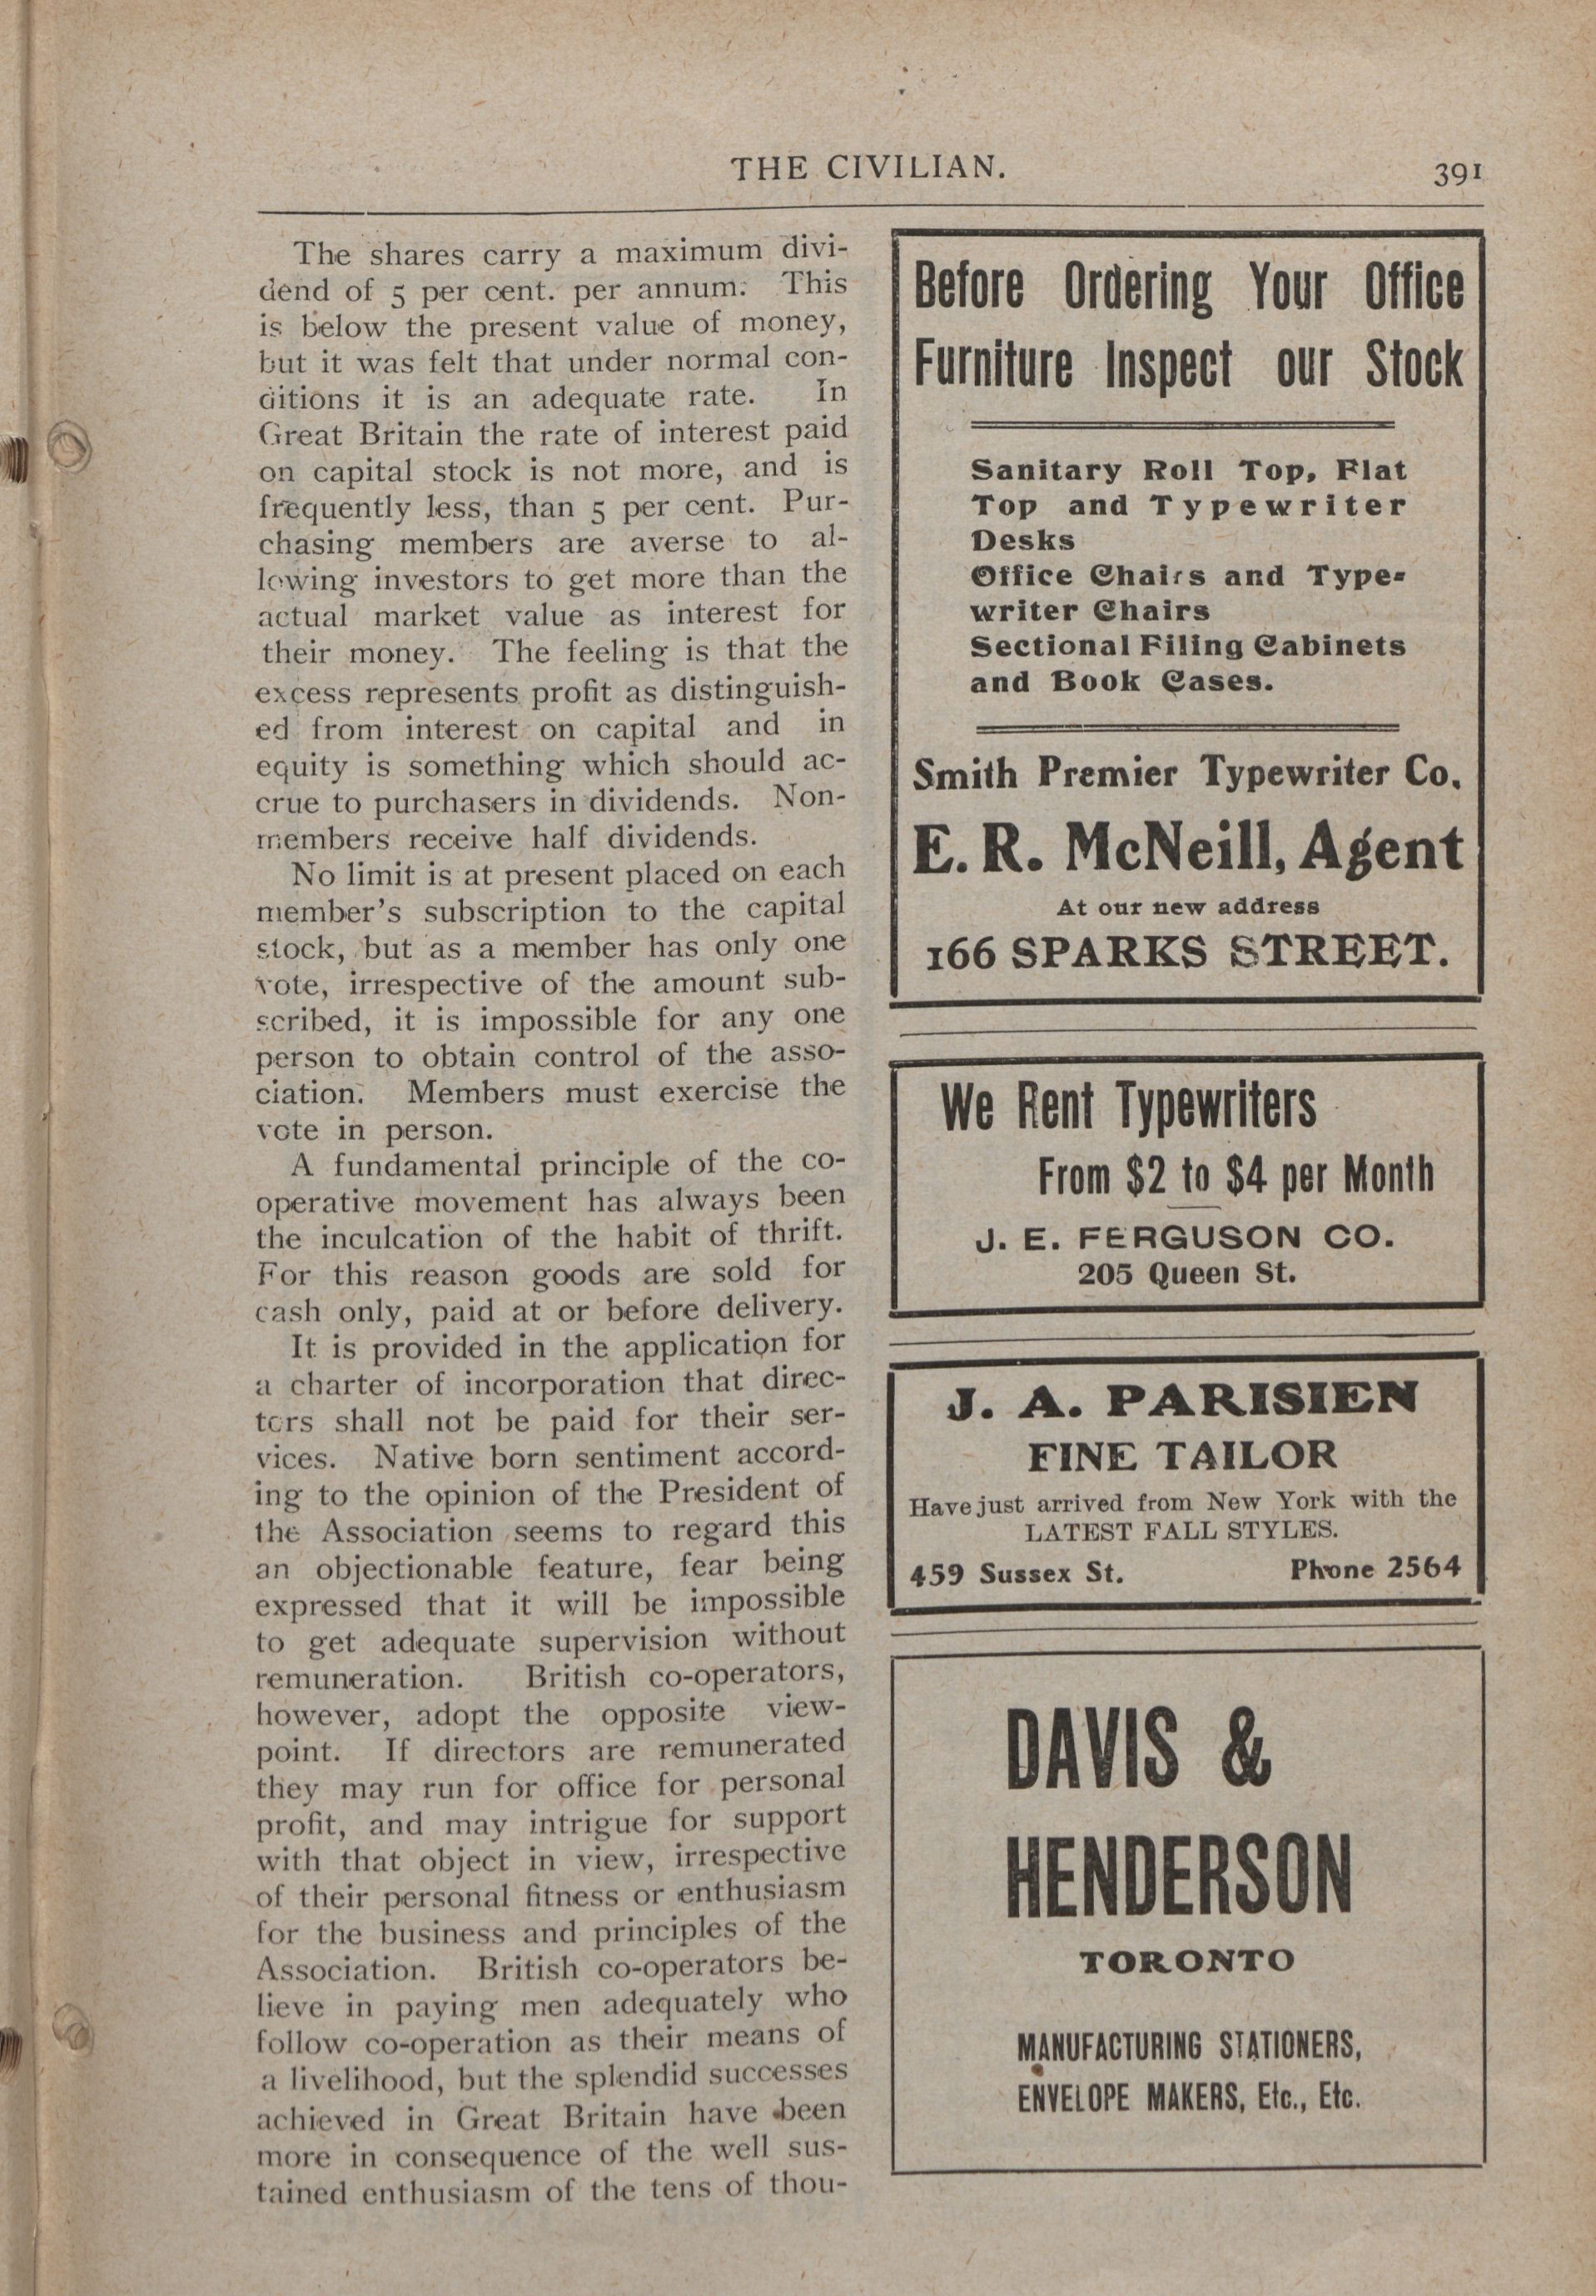 THE CIVILIAN.
391
The shares carry a maximum divi-
dend of 5 per cent. per annum. This
is below the present value of money,
but it was felt that under normal con-
ditions it is an adequate rate. In
Great Britain the rate of interest paid
on capital stock is not more, and is
frequently less, than 5 per cent. Pur-
chasing members are averse to al-
lowing investors to get more than the
actual market value as interest for
their money. The feeling is that the
excess represents profit as distinguish-
ed from interest on capital and in
equity is something which should ac-
crue to purchasers in dividends. Non-
members receive half dividends.
No limit is at present placed on each
member's subscription to the capital
stock, but as a member has only one
vote, irrespective of the amount sub-
scribed, it is impossible for any one
person to obtain control of the asso-
ciation. Members must exercise the
vote in person.
A fundamental principle of the co-
operative movement has always been
the inculcation of the habit of thrift.
For this reason goods are sold for
cash only, paid at or before delivery.
It is provided in the application for
a charter of incorporation that direc-
tors shall not be paid for their ser-
vices. Native born sentiment accord-
ing to the opinion of the President of
the Association seems to regard this
an objectionable feature, fear being
expressed that it will be impossible
to get adequate supervision without
remuneration. British co-operators,
however, adopt the opposite view-
point. If directors are remunerated
they may run for office for personal
profit, and may intrigue for support
with that object in view, irrespective
of their personal fitness or enthusiasm
for the business and principles of the
Association. British co-operators be-
lieve in paying men adequately who
follow co-operation as their means of
a livelihood, but the splendid successes
achieved in Great Britain have been
more in consequence of the well sus-
tained enthusiasm of the tens of thou-
Before Ordering Your Office
Furniture Inspect our Stock
Sanitary Roll Top, Flat
Top and Typewriter
Desks
Office Chairs and Type-
writer Chairs
Sectional Filing Cabinets
and Book Cases.
Smith Premier Typewriter Co.
E. R. McNeill, Agent
At our new address
166 SPARKS STREET.
We Rent Typewriters
From $2 to $4 per Month
J. E. FERGUSON CO.
205 Queen St.
J. A. PARISIEN
FINE TAILOR
Have just arrived from New York with the
LATEST FALL STYLES.
459 Sussex St. Phone 2564
DAVIS &
HENDERSON
TORONTO
MANUFACTURING STATIONERS,
ENVELOPE MAKERS, Etc., Etc.